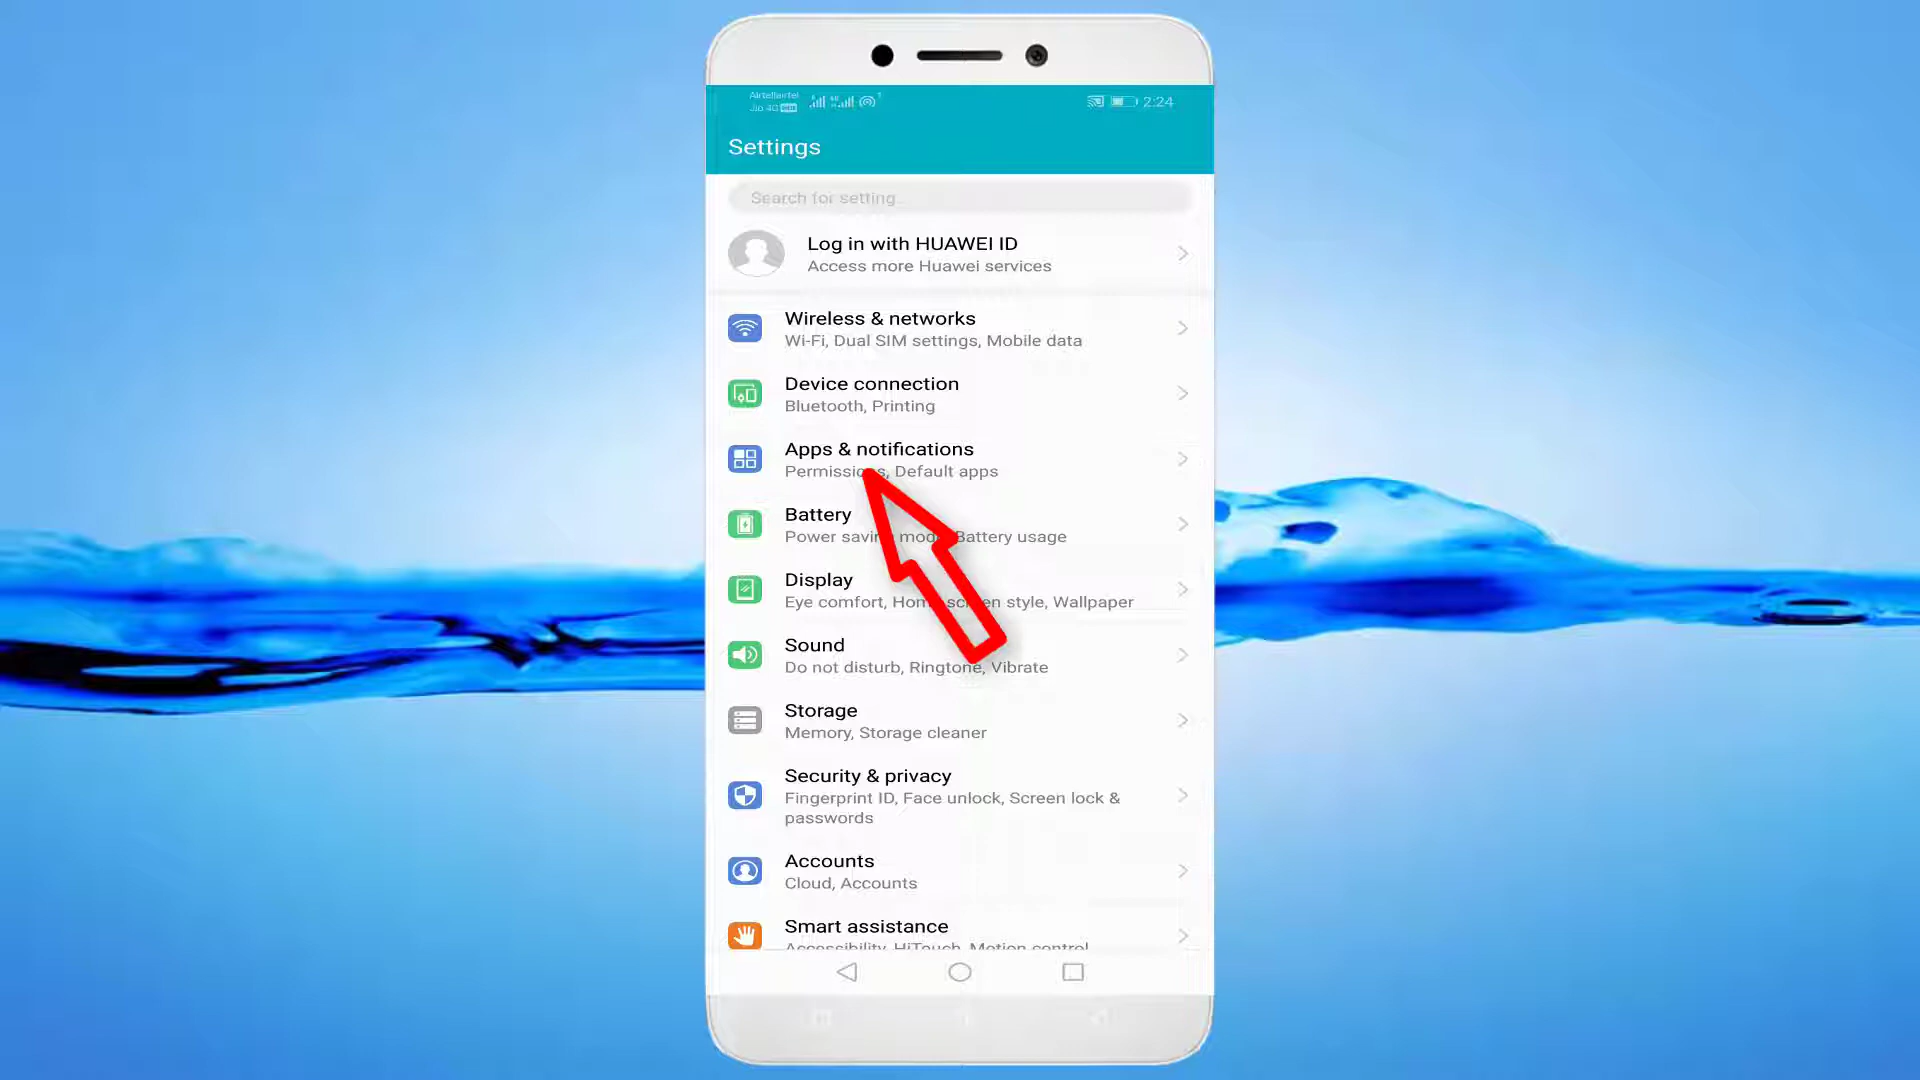 Airtel|airtel
Jio 4G
2:24
Settings
Search for setting...
Log in with HUAWEI ID
Access more Huawei services
Wireless & networks
Wi-Fi, Dual SIM settings, Mobile data
Device connection
Bluetooth, Printing
Apps & notifications
Permissions, Default apps
Battery
Power saving mode, Battery usage
Display
Eye comfort, Home screen style, Wallpaper
Sound
Do not disturb, Ringtone, Vibrate
Storage
Memory, Storage cleaner
Security & privacy
Fingerprint ID, Face unlock, Screen lock &
passwords
Accounts
Cloud, Accounts
Smart assistance
Accessibility, HiTouch, Motion control